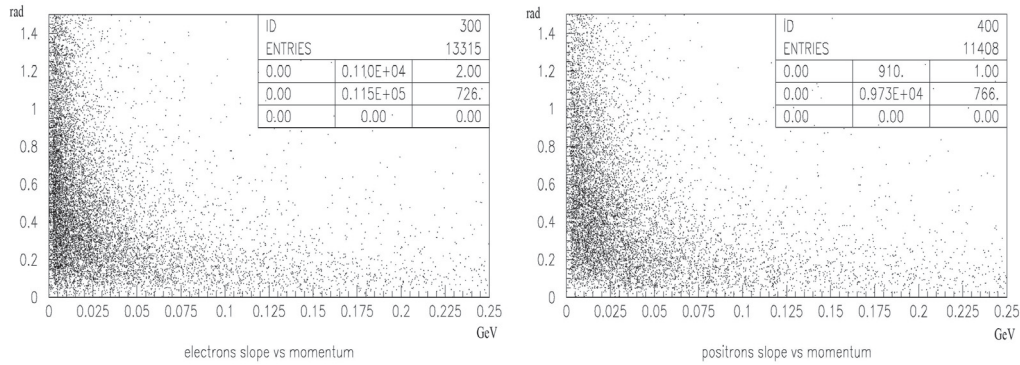 rad
1.4
1.2
1
0.8
0.6
0.4
0.2
0
ID 300
ENTRIES 13315
0.00 0.110E+04 2.00
0.00 0.115E+05 726.
0.00 0.00 0.00
0 0.025 0.05 0.075 0.1 0.125 0.15 0.175 0.2 0.225 0.25
GeV
electrons slope vs momentum
rad
1.4
1.2
1
0.8
0.6
0.4
0.2
0
ID 400
ENTRIES 11408
0.00 910. 1.00
0.00 0.973E+04 766.
0.00 0.00 0.00
0 0.025 0.05 0.075 0.1 0.125 0.15 0.175 0.2 0.225 0.25
GeV
positrons slope vs momentum